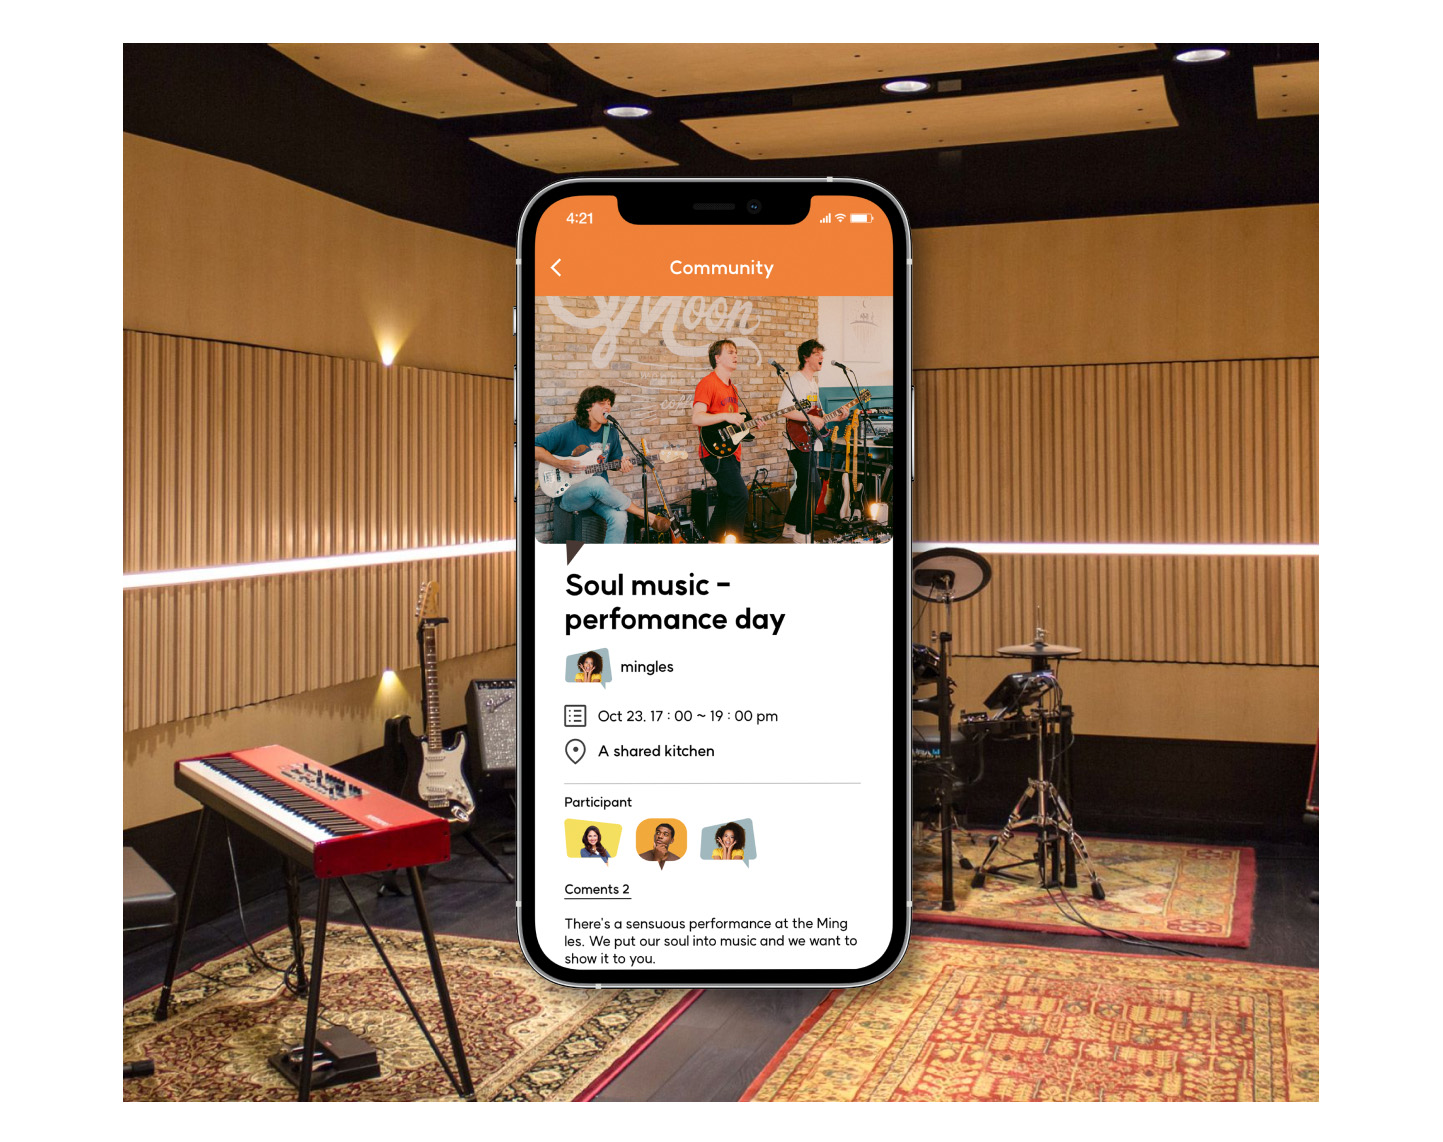 4:21
Community
Moon
Soul music -
perfomance day
mingles
Oct 23. 17 : 00 ~ 19 : 00 pm
A shared kitchen
Participant
Coments 2
There's a sensuous performance at the Ming
les. We put our soul into music and we want to
show it to you.